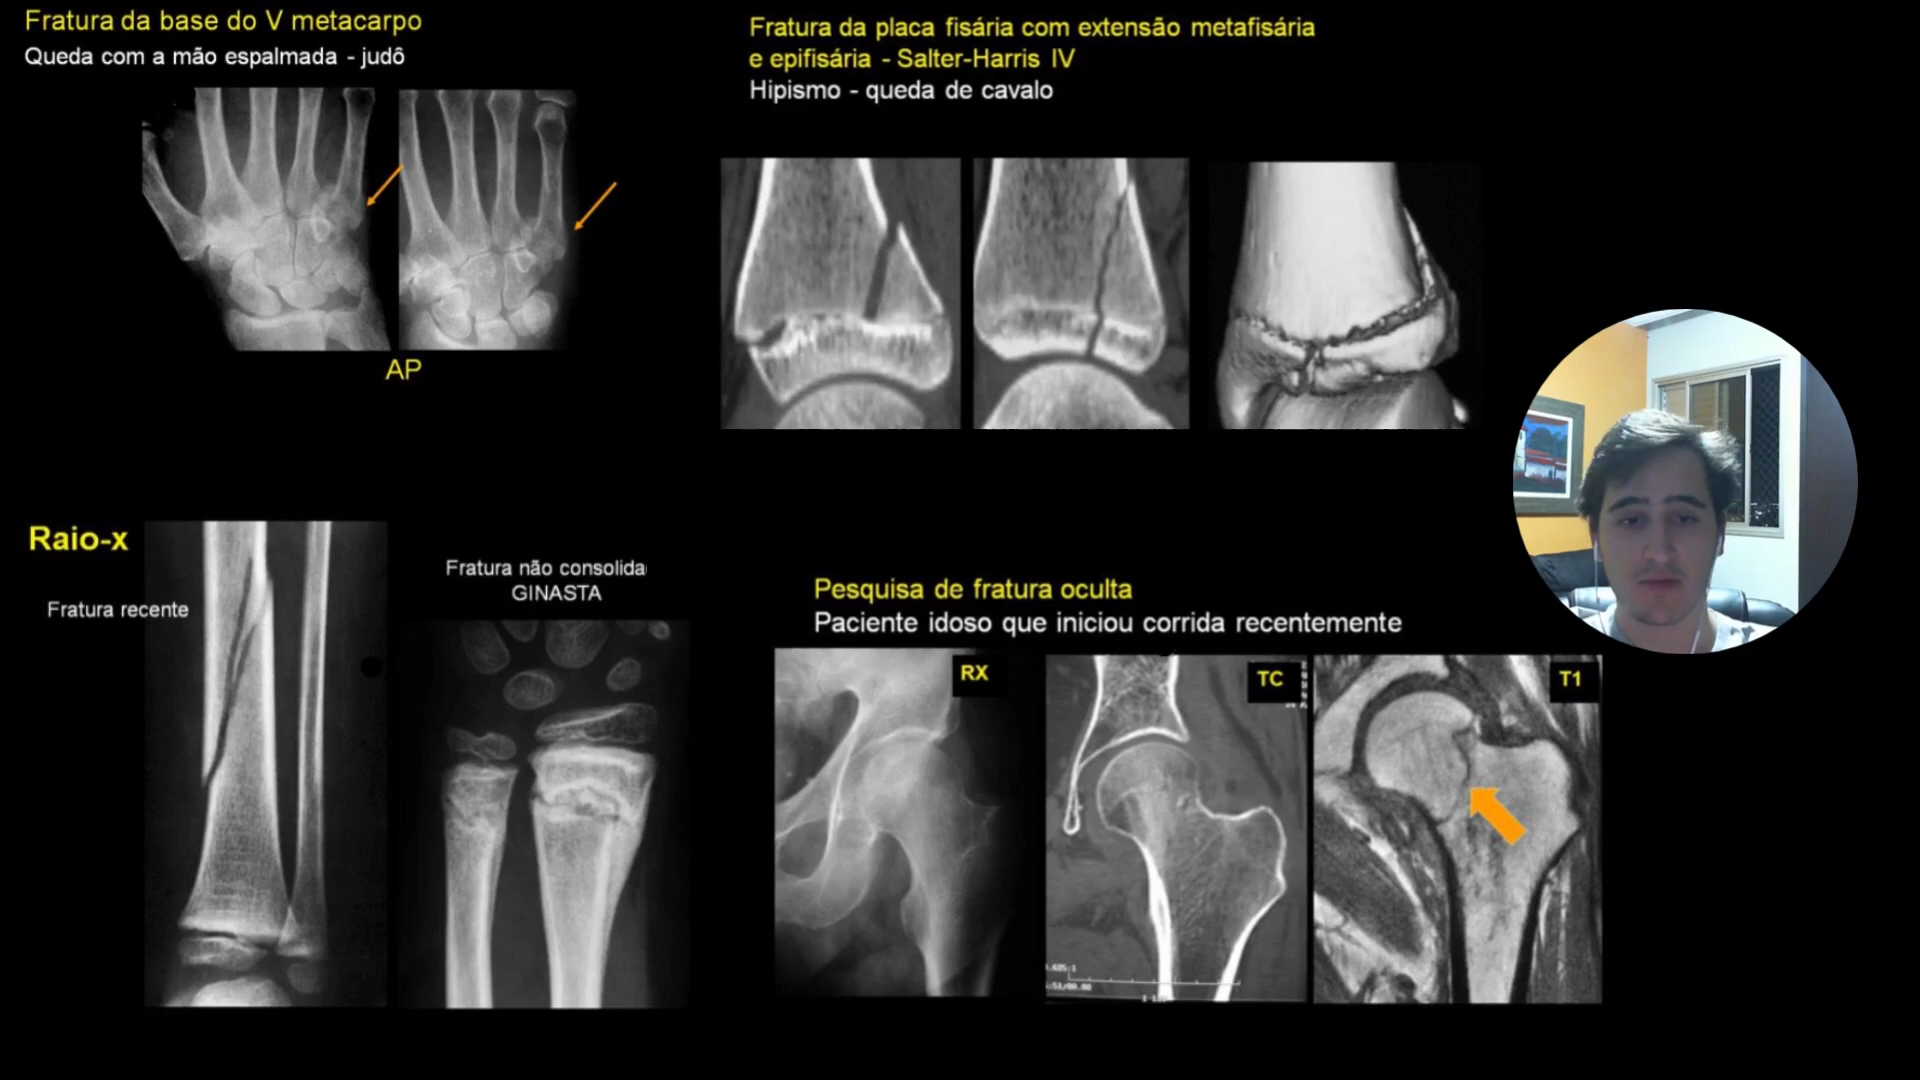 Fratura da base do V metacarpo
Queda com a mão espalmada - judô
AP
Fratura da placa fisária com extensão metafisária
e epifisária - Salter-Harris IV
Hipismo - queda de cavalo
Raio-x
Fratura recente
Fratura não consolida
GINASTA
Pesquisa de fratura oculta
Paciente idoso que iniciou corrida recentemente
RX
TC
T1